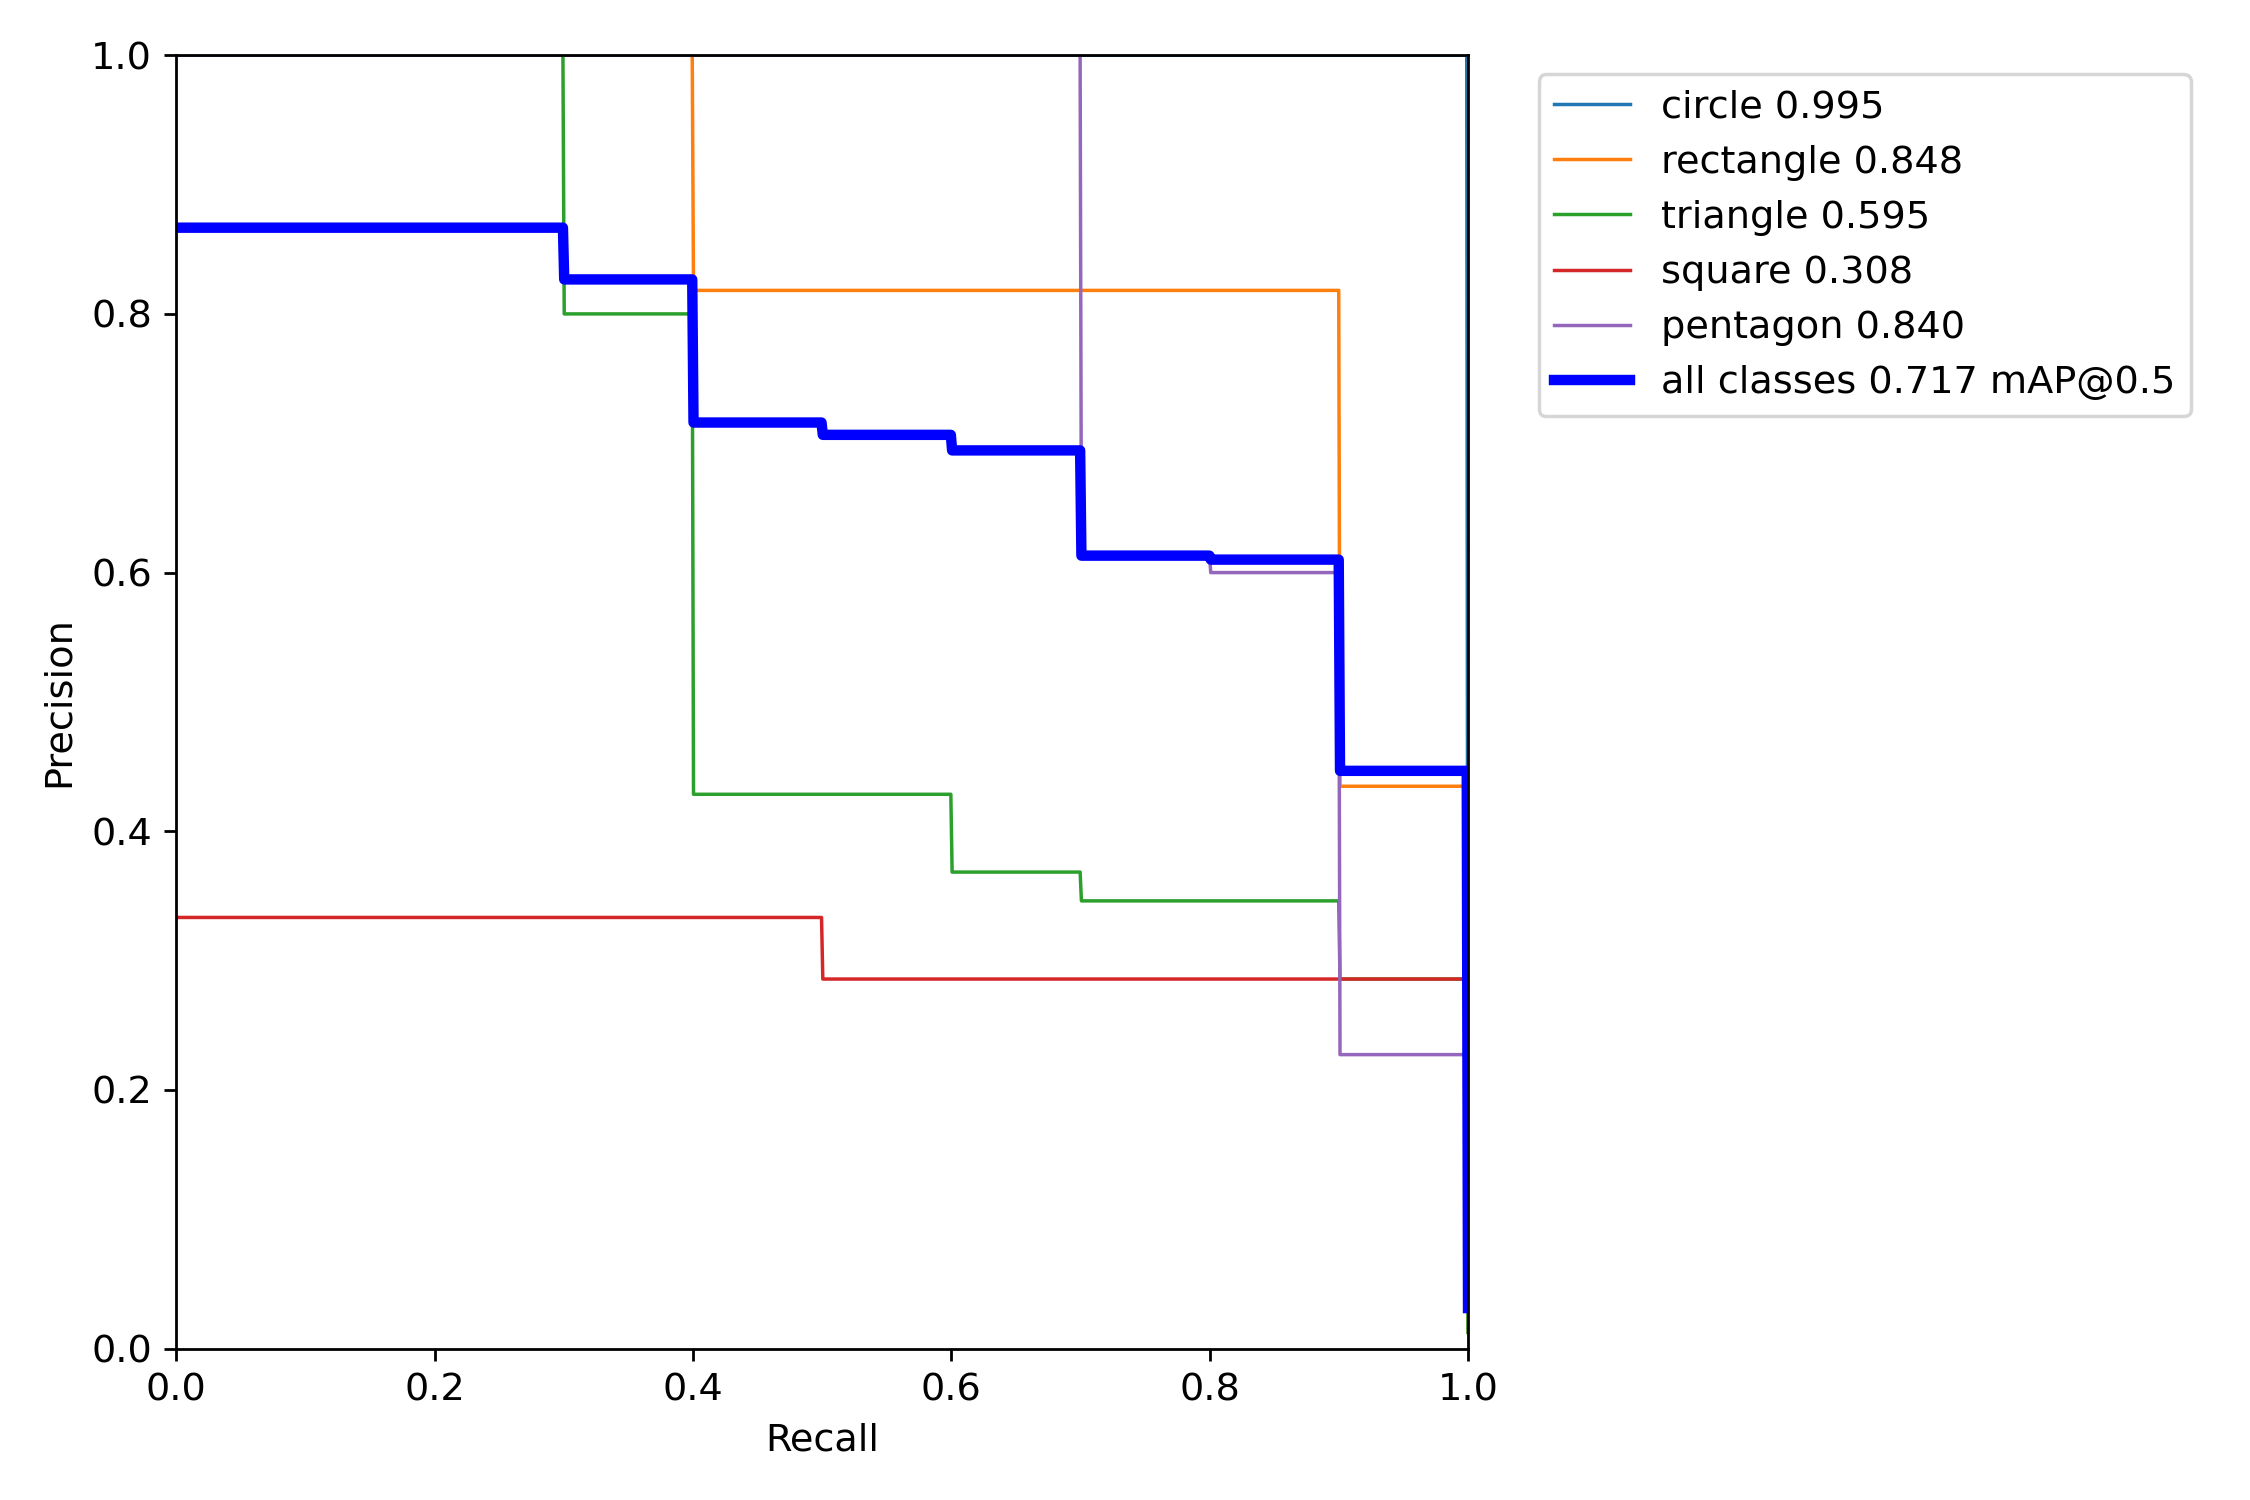 1.0
0.8
0.6
0.4
0.2
0.0
Precision
0.0 0.2 0.4 0.6 0.8 1.0
Recall
circle 0.995
rectangle 0.848
triangle 0.595
square 0.308
pentagon 0.840
all classes 0.717 mAP@0.5